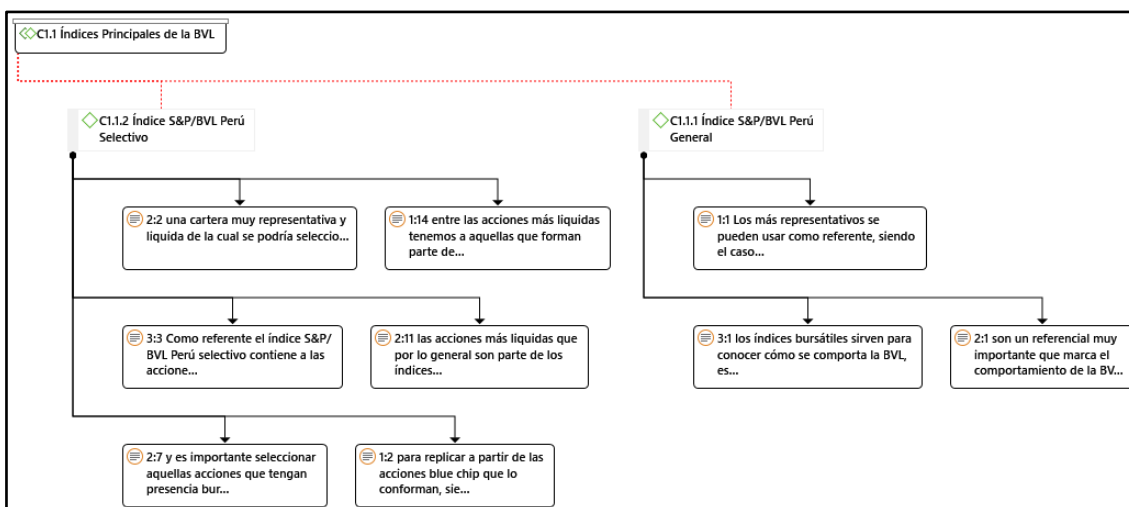 C1.1 Índices Principales de la BVL
C1.1.2 Índice S&P/BVL Perú
Selectivo
C1.1.1 Índice S&P/BVL Perú
General
2:2 una cartera muy representativa y
liquida de la cual se podría seleccio...
1:14 entre las acciones más liquidas
tenemos a aquellas que forman
parte de...
1:1 Los más representativos se
pueden usar como referente, siendo
el caso...
3:3 Como referente el índice S&P/
BVL Perú selectivo contiene a las
accione...
2:11 las acciones más liquidas que
por lo general son parte de los
índices...
3:1 los índices bursátiles sirven para
conocer cómo se comporta la BVL,
es...
2:1 son un referencial muy
importante que marca el
comportamiento de la BV...
2:7 y es importante seleccionar
aquellas acciones que tengan
presencia bur...
1:2 para replicar a partir de las
acciones blue chip que lo
conforman, sie...